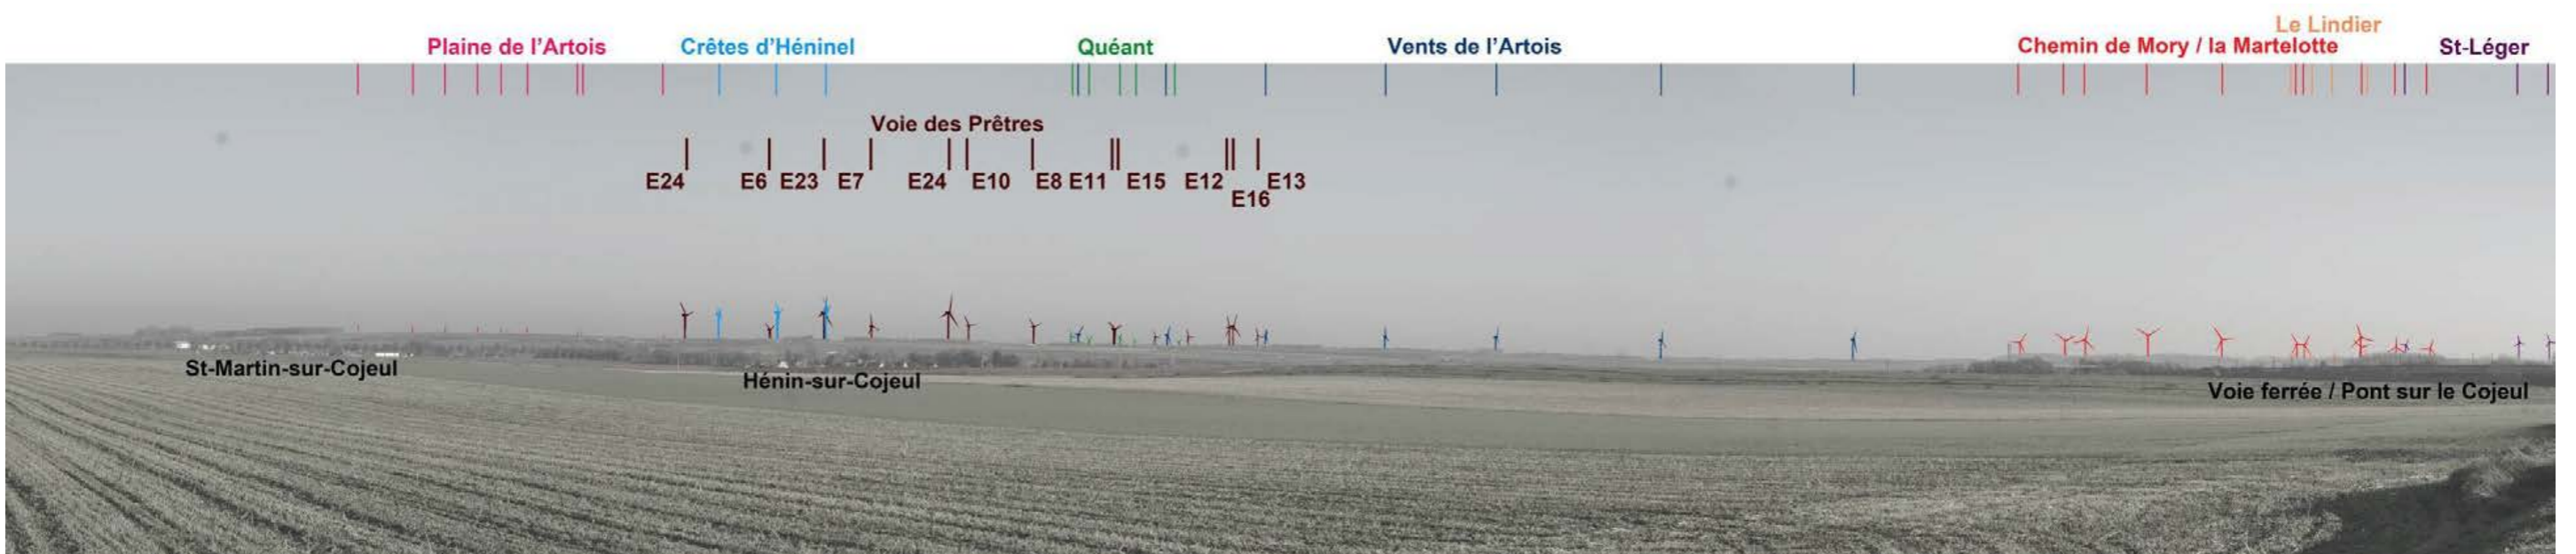 Le Lindier
Plaine de l'Artois Crêtes d'Héninel Quéant Vents de l'Artois Chemin de Mory / la Martelotte St-Léger
Voie des Prêtres
E24 E6 E23 E7 E24 E10 E8 E11 E15 E12 E13
E16
St-Martin-sur-Cojeul
Hénin-sur-Cojeul
Voie ferrée / Pont sur le Cojeul